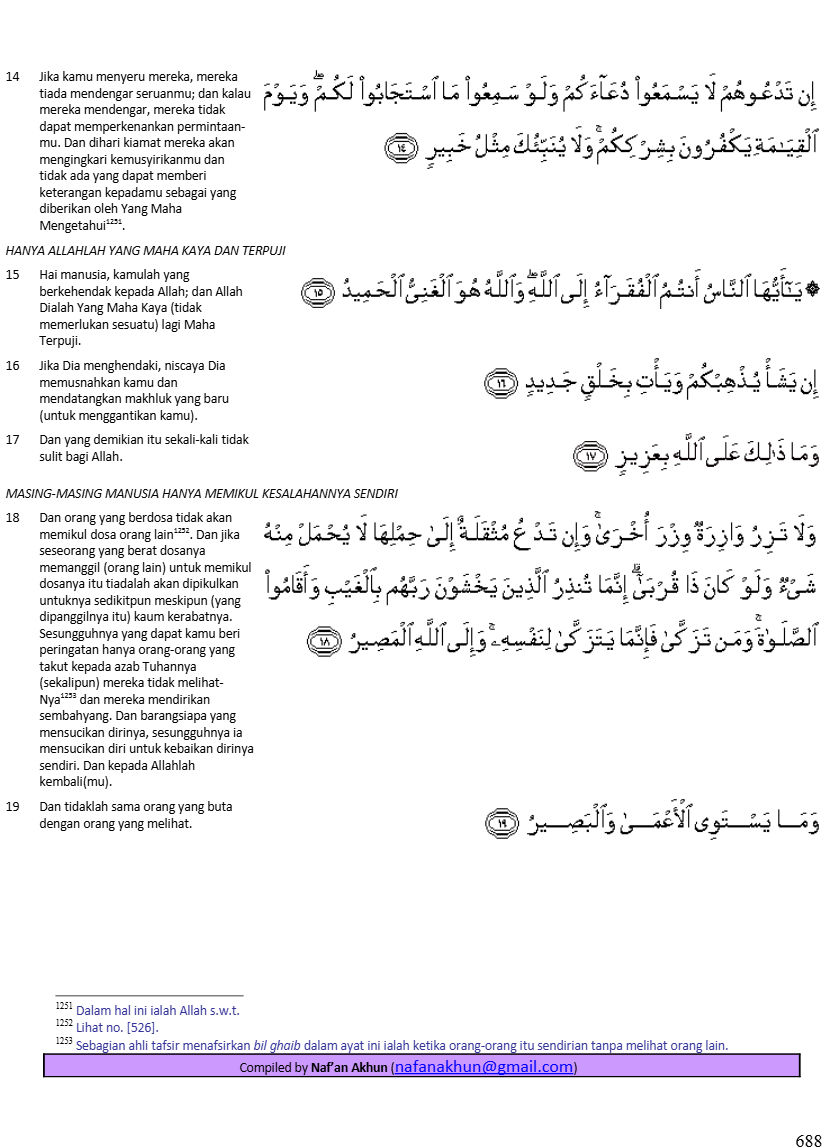 14 Jika kamu menyeru mereka, mereka
tiada mendengar seruanmu; dan kalau
mereka mendengar, mereka tidak
dapat memperkenankan permintaan-
mu. Dan dihari kiamat mereka akan
mengingkari kemusyirikanmu dan
tidak ada yang dapat memberi
keterangan kepadamu sebagai yang
diberikan oleh Yang Maha
Mengetahui1251.
إِن تَدْعُوهُمْ لَا يَسْمَعُوا۟ دُعَآءَكُمْ وَلَوْ سَمِعُوا۟ مَا ٱسْتَجَابُوا۟ لَكُمْ ۖ وَيَوْمَ
ٱلْقِيَـٰمَةِ يَكْفُرُونَ بِشِرْكِكُمْ ۚ وَلَا يُنَبِّئُكَ مِثْلُ خَبِيرٍ ١٤
HANYA ALLAHLAH YANG MAHA KAYA DAN TERPUJI
15 Hai manusia, kamulah yang
berkehendak kepada Allah; dan Allah
Dialah Yang Maha Kaya (tidak
memerlukan sesuatu) lagi Maha
Terpuji.
۞ يَـٰٓأَيُّهَا ٱلنَّاسُ أَنتُمُ ٱلْفُقَرَآءُ إِلَى ٱللَّهِ ۖ وَٱللَّهُ هُوَ ٱلْغَنِىُّ ٱلْحَمِيدُ ١٥
16 Jika Dia menghendaki, niscaya Dia
memusnahkan kamu dan
mendatangkan makhluk yang baru
(untuk menggantikan kamu).
إِن يَشَأْ يُذْهِبْكُمْ وَيَأْتِ بِخَلْقٍ جَدِيدٍ ١٦
17 Dan yang demikian itu sekali-kali tidak
sulit bagi Allah.
وَمَا ذَٰلِكَ عَلَى ٱللَّهِ بِعَزِيزٍ ١٧
MASING-MASING MANUSIA HANYA MEMIKUL KESALAHANNYA SENDIRI
18 Dan orang yang berdosa tidak akan
memikul dosa orang lain1252. Dan jika
seseorang yang berat dosanya
memanggil (orang lain) untuk memikul
dosanya itu tiadalah akan dipikulkan
untuknya sedikitpun meskipun (yang
dipanggilnya itu) kaum kerabatnya.
Sesungguhnya yang dapat kamu beri
peringatan hanya orang-orang yang
takut kepada azab Tuhannya
(sekalipun) mereka tidak melihat-
Nya1253 dan mereka mendirikan
sembahyang. Dan barangsiapa yang
mensucikan dirinya, sesungguhnya ia
mensucikan diri untuk kebaikan dirinya
sendiri. Dan kepada Allahlah
kembali(mu).
وَلَا تَزِرُ وَازِرَةٌ وِزْرَ أُخْرَىٰ ۚ وَإِن تَدْعُ مُثْقَلَةٌ إِلَىٰ حِمْلِهَا لَا يُحْمَلْ مِنْهُ
شَىْءٌ وَلَوْ كَانَ ذَا قُرْبَىٰٓ ۗ إِنَّمَا تُنذِرُ ٱلَّذِينَ يَخْشَوْنَ رَبَّهُم بِٱلْغَيْبِ وَأَقَامُوا۟
ٱلصَّلَوٰةَ ۚ وَمَن تَزَكَّىٰ فَإِنَّمَا يَتَزَكَّىٰ لِنَفْسِهِۦ ۚ وَإِلَى ٱللَّهِ ٱلْمَصِيرُ ١٨
19 Dan tidaklah sama orang yang buta
dengan orang yang melihat.
وَمَا يَسْتَوِى ٱلْأَعْمَىٰ وَٱلْبَصِيرُ ١٩
1251 Dalam hal ini ialah Allah s.w.t.
1252 Lihat no. [526].
1253 Sebagian ahli tafsir menafsirkan bil ghaib dalam ayat ini ialah ketika orang-orang itu sendirian tanpa melihat orang lain.
Compiled by Naf’an Akhun (nafanakhun@gmail.com)
688